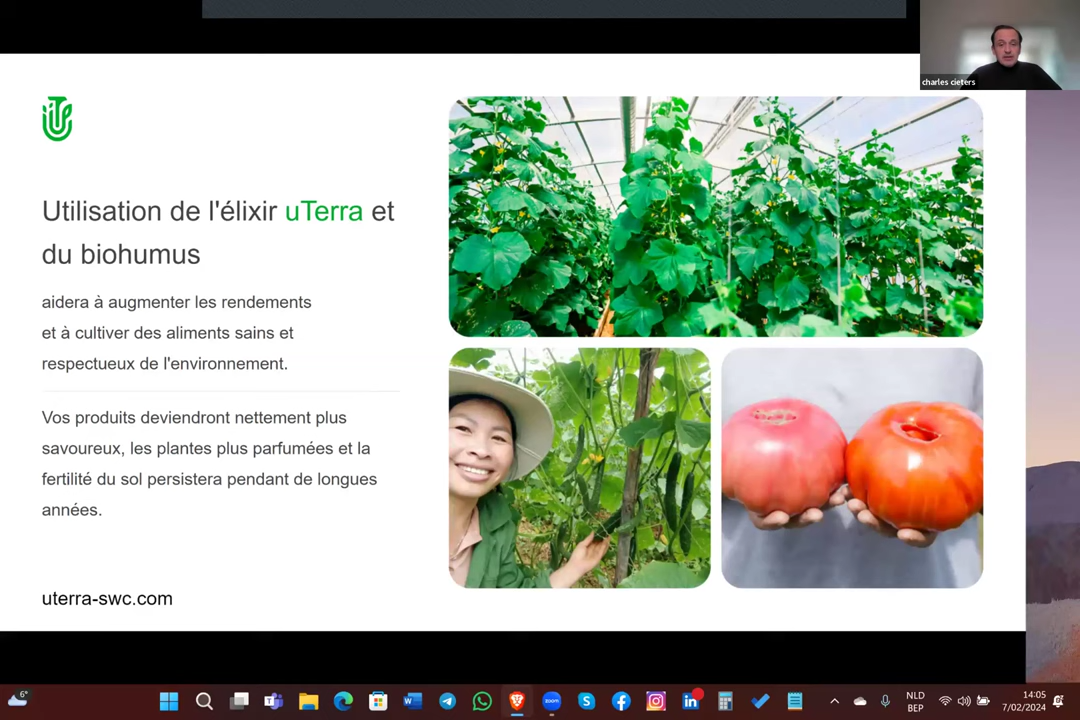 charles cieters
Utilisation de l'élixir uTerra et
du biohumus
aidera à augmenter les rendements
et à cultiver des aliments sains et
respectueux de l'environnement.
Vos produits deviendront nettement plus
savoureux, les plantes plus parfumées et la
fertilité du sol persistera pendant de longues
années.
uterra-swc.com
6°
zoom
NLD
BEP
14:05
7/02/2024